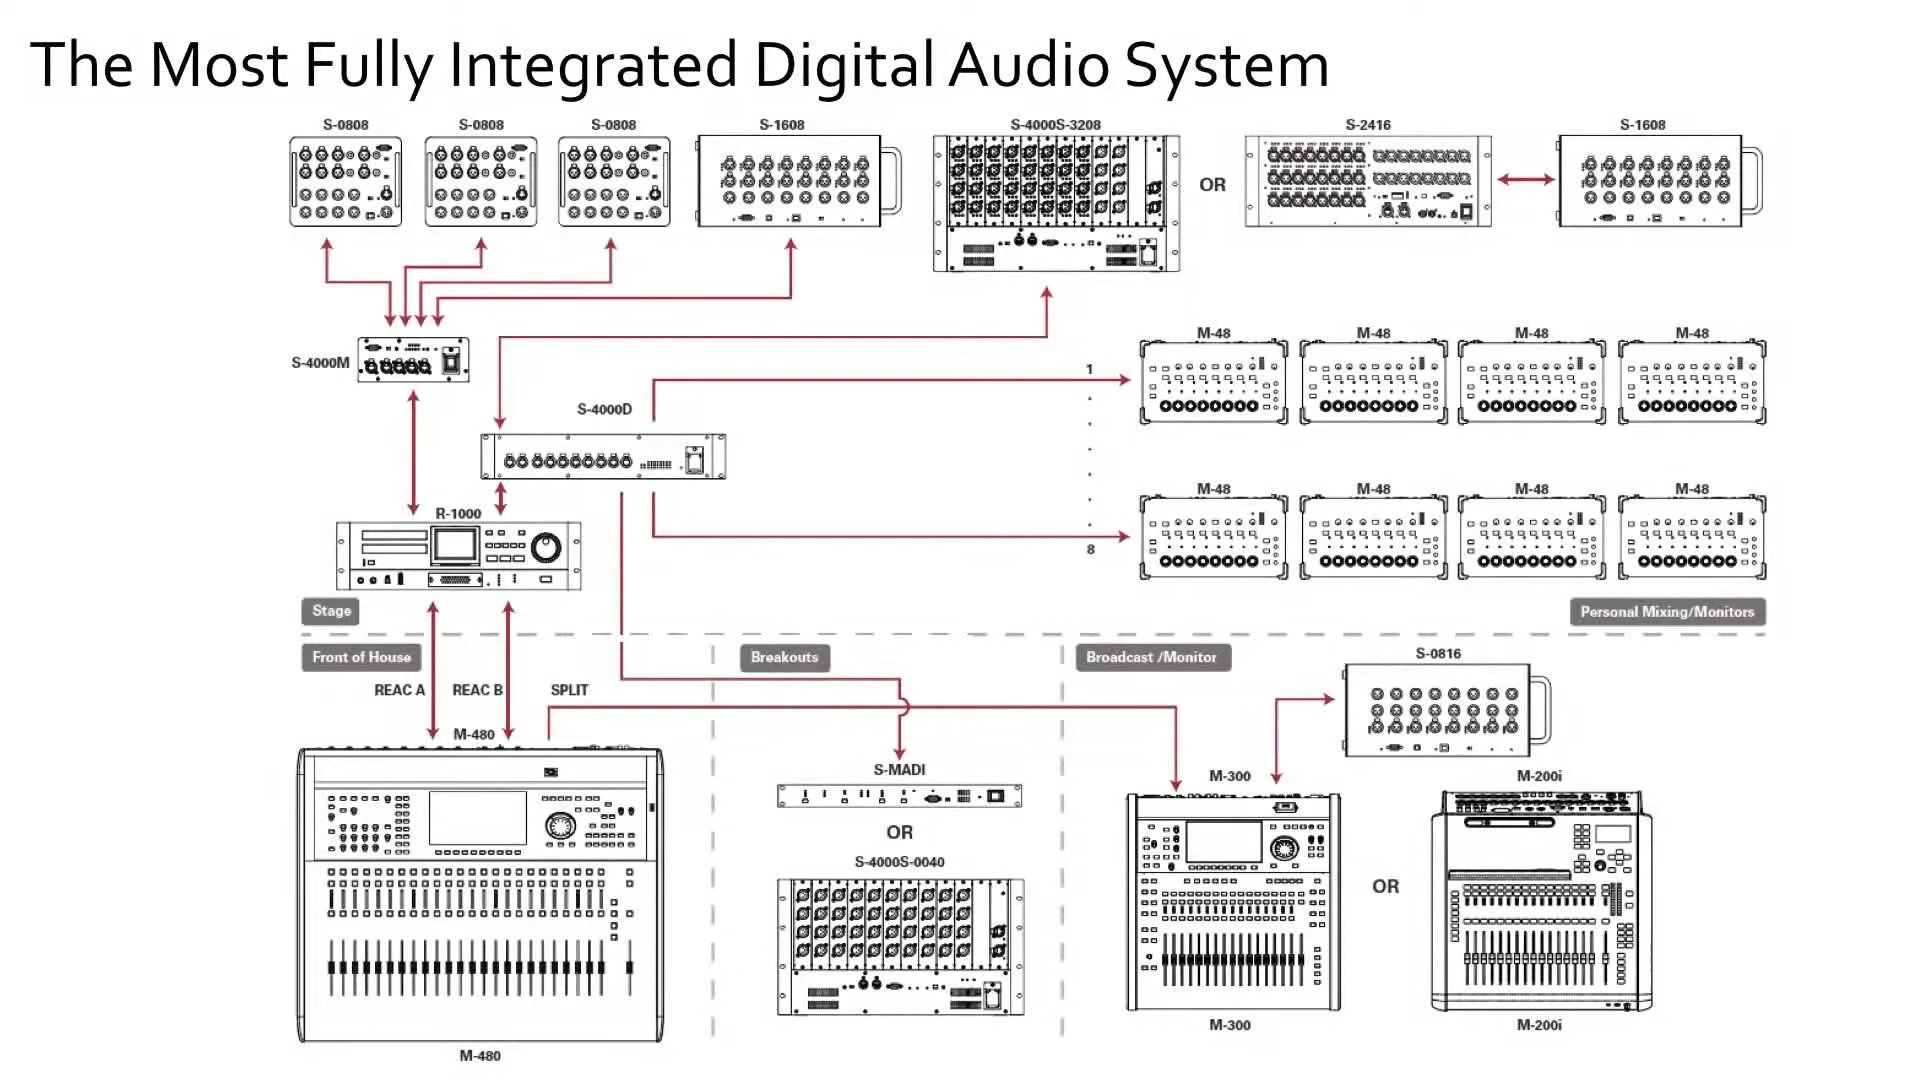 The Most Fully Integrated Digital Audio System
S-0808
S-0808
S-0808
S-1608
S-4000S-3208
S-2416
S-1608
OR
S-4000M
S-4000D
1
8
M-48
M-48
M-48
M-48
M-48
M-48
M-48
M-48
R-1000
Stage
Personal Mixing/Monitors
Front of House
Breakouts
Broadcast /Monitor
REAC A
REAC B
SPLIT
S-0816
M-480
S-MADI
M-300
M-200i
OR
S-4000S-0040
OR
M-300
M-200i
M-480